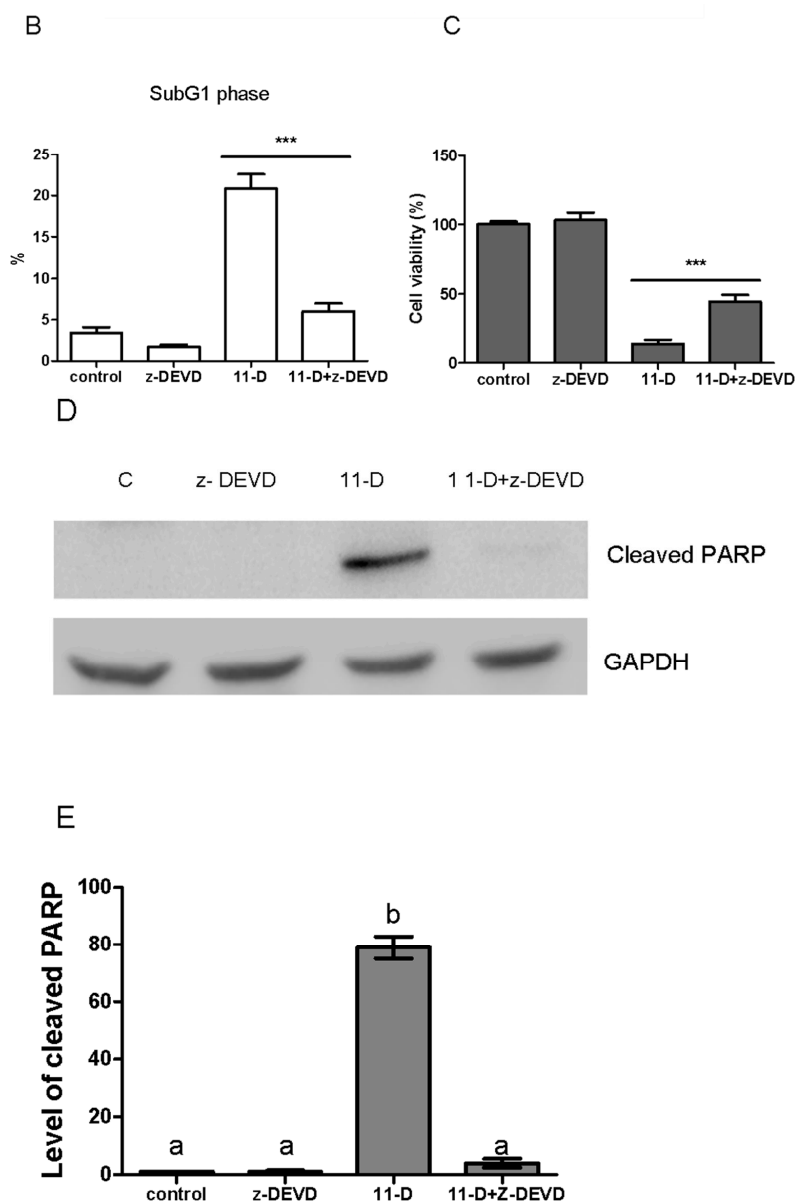 B
C
SubG1 phase
***
25
20
15
10
5
0
%
control z-DEVD 11-D 11-D+z-DEVD
***
150
100
50
0
Cell viability (%)
control z-DEVD 11-D 11-D+z-DEVD
D
C z- DEVD 11-D 1 1-D+z-DEVD
Cleaved PARP
GAPDH
E
100
80
60
40
20
0
Level of cleaved PARP
a a b a
control z-DEVD 11-D 11-D+Z-DEVD